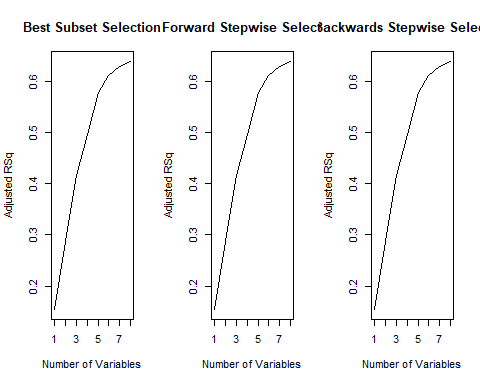 Best Subset Selection
Adjusted RSq
0.6
0.5
0.4
0.3
0.2
1 3 5 7
Number of Variables
Forward Stepwise Select
Adjusted RSq
0.6
0.5
0.4
0.3
0.2
1 3 5 7
Number of Variables
Backwards Stepwise Selec
Adjusted RSq
0.6
0.5
0.4
0.3
0.2
1 3 5 7
Number of Variables